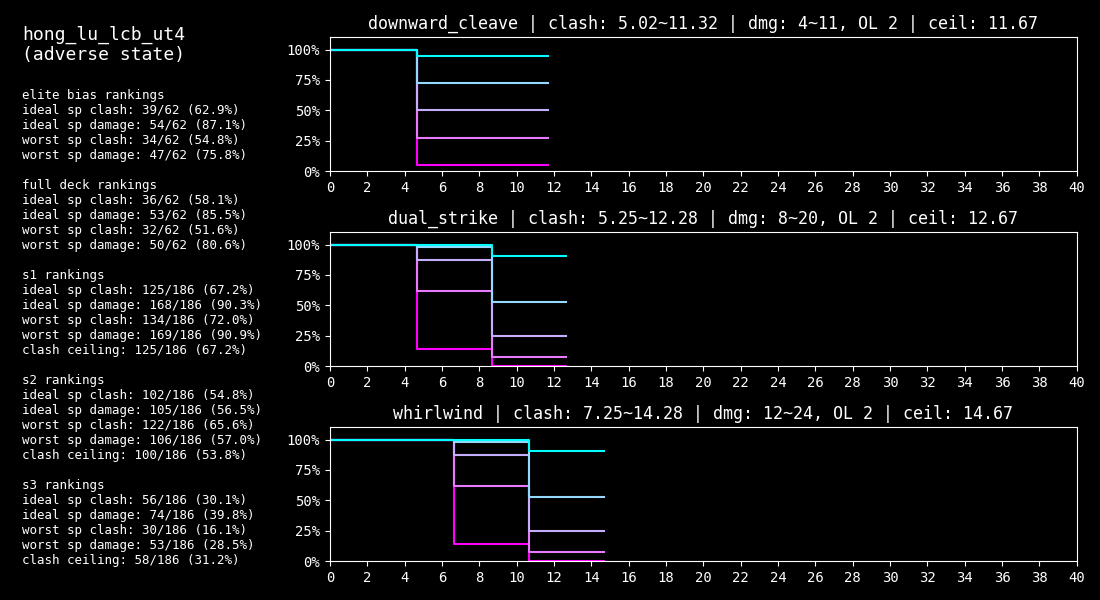 hong_lu_lcb_ut4
(adverse state)
elite bias rankings
ideal sp clash: 39/62 (62.9%)
ideal sp damage: 54/62 (87.1%)
worst sp clash: 34/62 (54.8%)
worst sp damage: 47/62 (75.8%)
full deck rankings
ideal sp clash: 36/62 (58.1%)
ideal sp damage: 53/62 (85.5%)
worst sp clash: 32/62 (51.6%)
worst sp damage: 50/62 (80.6%)
s1 rankings
ideal sp clash: 125/186 (67.2%)
ideal sp damage: 168/186 (90.3%)
worst sp clash: 134/186 (72.0%)
worst sp damage: 169/186 (90.9%)
clash ceiling: 125/186 (67.2%)
s2 rankings
ideal sp clash: 102/186 (54.8%)
ideal sp damage: 105/186 (56.5%)
worst sp clash: 122/186 (65.6%)
worst sp damage: 106/186 (57.0%)
clash ceiling: 100/186 (53.8%)
s3 rankings
ideal sp clash: 56/186 (30.1%)
ideal sp damage: 74/186 (39.8%)
worst sp clash: 30/186 (16.1%)
worst sp damage: 53/186 (28.5%)
clash ceiling: 58/186 (31.2%)
downward_cleave | clash: 5.02~11.32 | dmg: 4~11, OL 2 | ceil: 11.67
100%
75%
50%
25%
0%
0 2 4 6 8 10 12 14 16 18 20 22 24 26 28 30 32 34 36 38 40
dual_strike | clash: 5.25~12.28 | dmg: 8~20, OL 2 | ceil: 12.67
100%
75%
50%
25%
0%
0 2 4 6 8 10 12 14 16 18 20 22 24 26 28 30 32 34 36 38 40
whirlwind | clash: 7.25~14.28 | dmg: 12~24, OL 2 | ceil: 14.67
100%
75%
50%
25%
0%
0 2 4 6 8 10 12 14 16 18 20 22 24 26 28 30 32 34 36 38 40